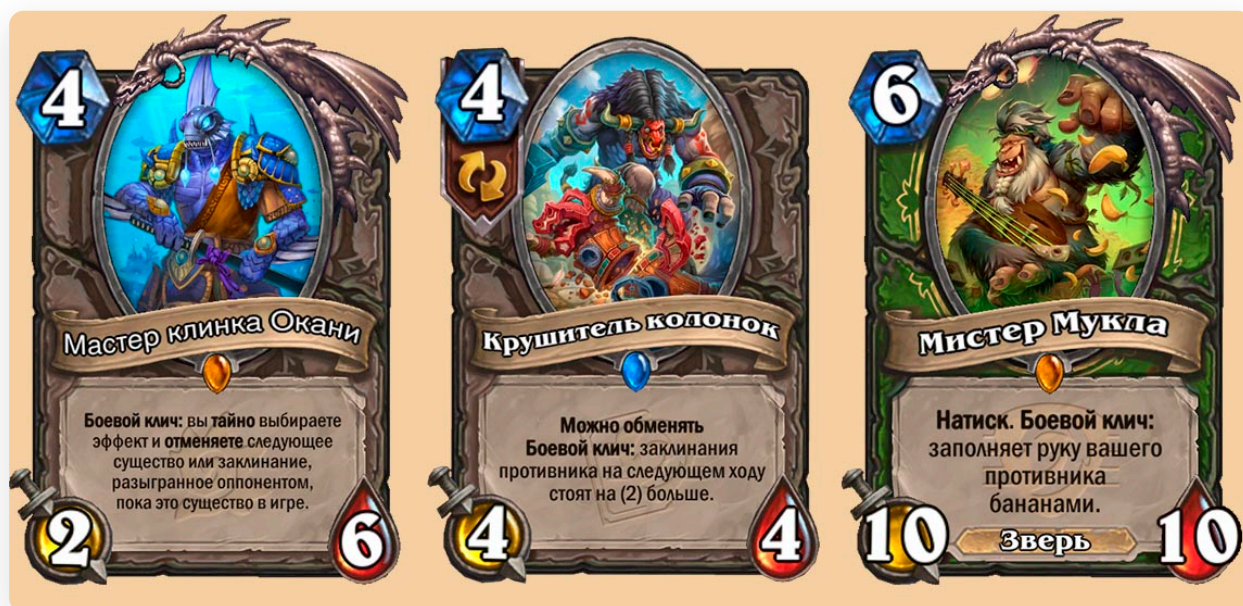 4
Мастер клинка Окани
Боевой клич: вы тайно выбираете
эффект и отменяете следующее
существо или заклинание,
разыгранное оппонентом,
пока это существо в игре.
2
6
4
Крушитель колонок
Можно обменять
Боевой клич: заклинания
противника на следующем ходу
стоят на (2) больше.
4
4
6
Мистер Мукла
Натиск. Боевой клич:
заполняет руку вашего
противника
бананами.
10
Зверь
10